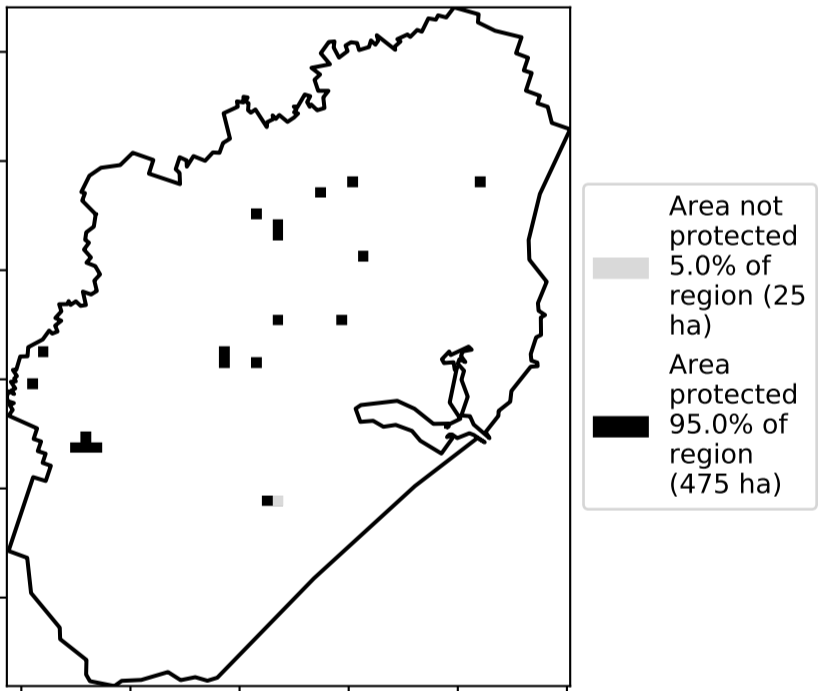 Area not
protected
5.0% of
region (25
ha)
Area
protected
95.0% of
region
(475 ha)